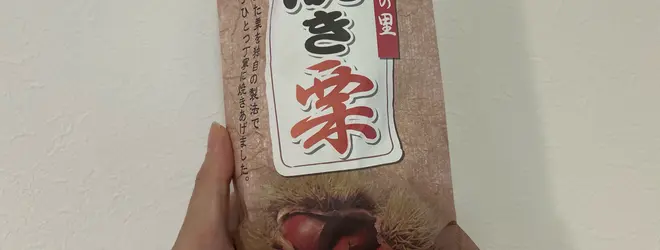 の里
焼き栗
た栗を独自の製法で、
ひとつ丁寧に焼きあげました。